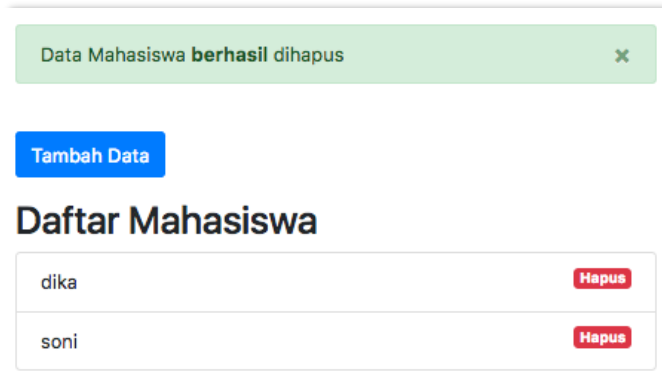 Data Mahasiswa berhasil dihapus ×
Tambah Data
Daftar Mahasiswa
dika Hapus
soni Hapus